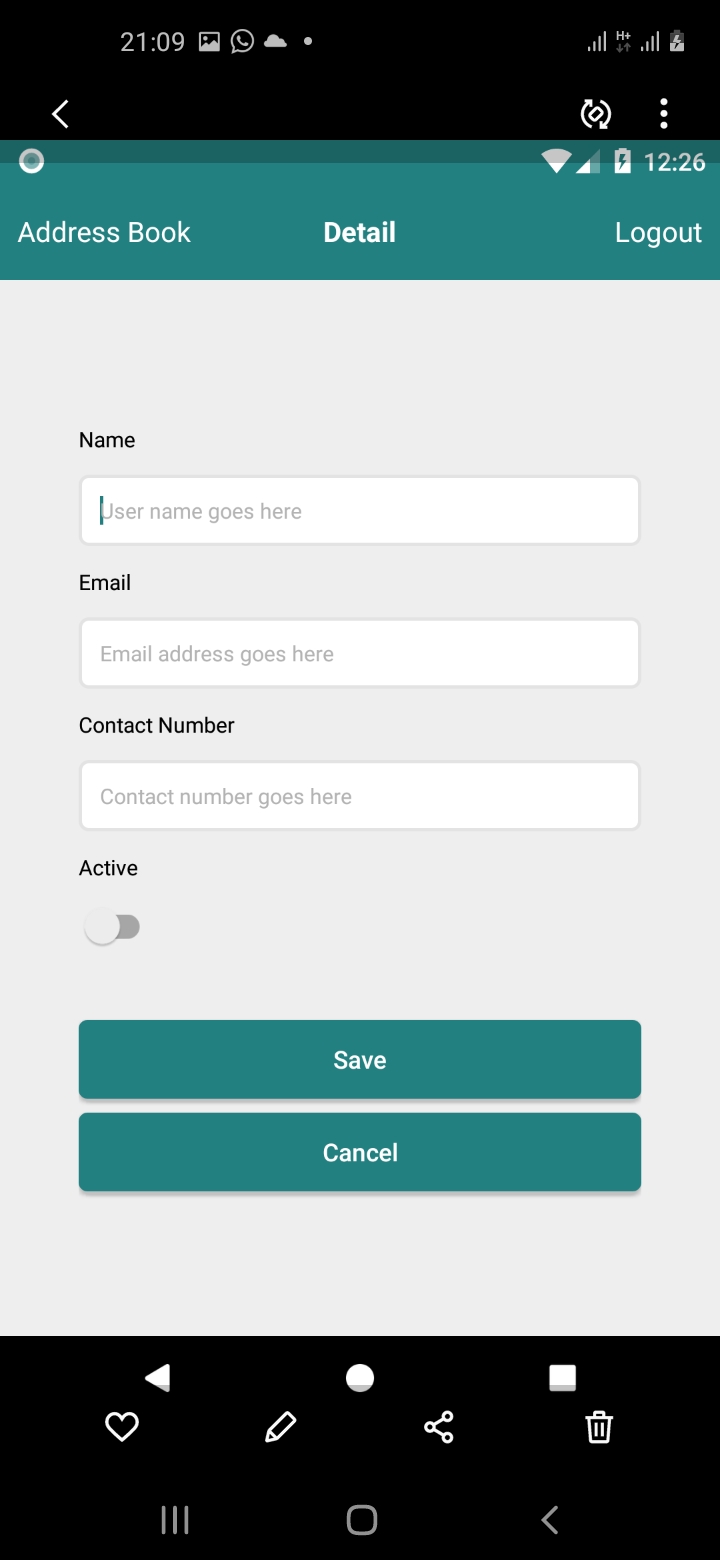 21:09
H+
12:26
Address Book Detail Logout
Name
User name goes here
Email
Email address goes here
Contact Number
Contact number goes here
Active
Save
Cancel